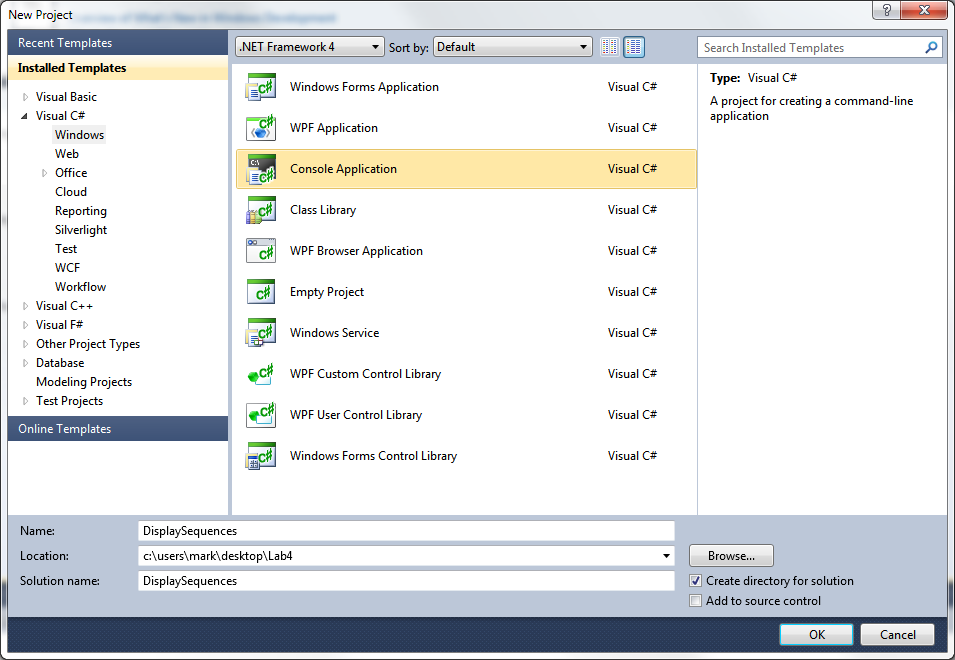 New Project
Recent Templates
Installed Templates
Visual Basic
Visual C#
Windows
Web
Office
Cloud
Reporting
Silverlight
Test
WCF
Workflow
Visual C++
Visual F#
Other Project Types
Database
Modeling Projects
Test Projects
Online Templates
.NET Framework 4 Sort by: Default
Windows Forms Application Visual C#
WPF Application Visual C#
Console Application Visual C#
Class Library Visual C#
WPF Browser Application Visual C#
Empty Project Visual C#
Windows Service Visual C#
WPF Custom Control Library Visual C#
WPF User Control Library Visual C#
Windows Forms Control Library Visual C#
Search Installed Templates
Type: Visual C#
A project for creating a command-line
application
Name: DisplaySequences
Location: c:\users\mark\desktop\Lab4 Browse...
Solution name: DisplaySequences
Create directory for solution
Add to source control
OK Cancel